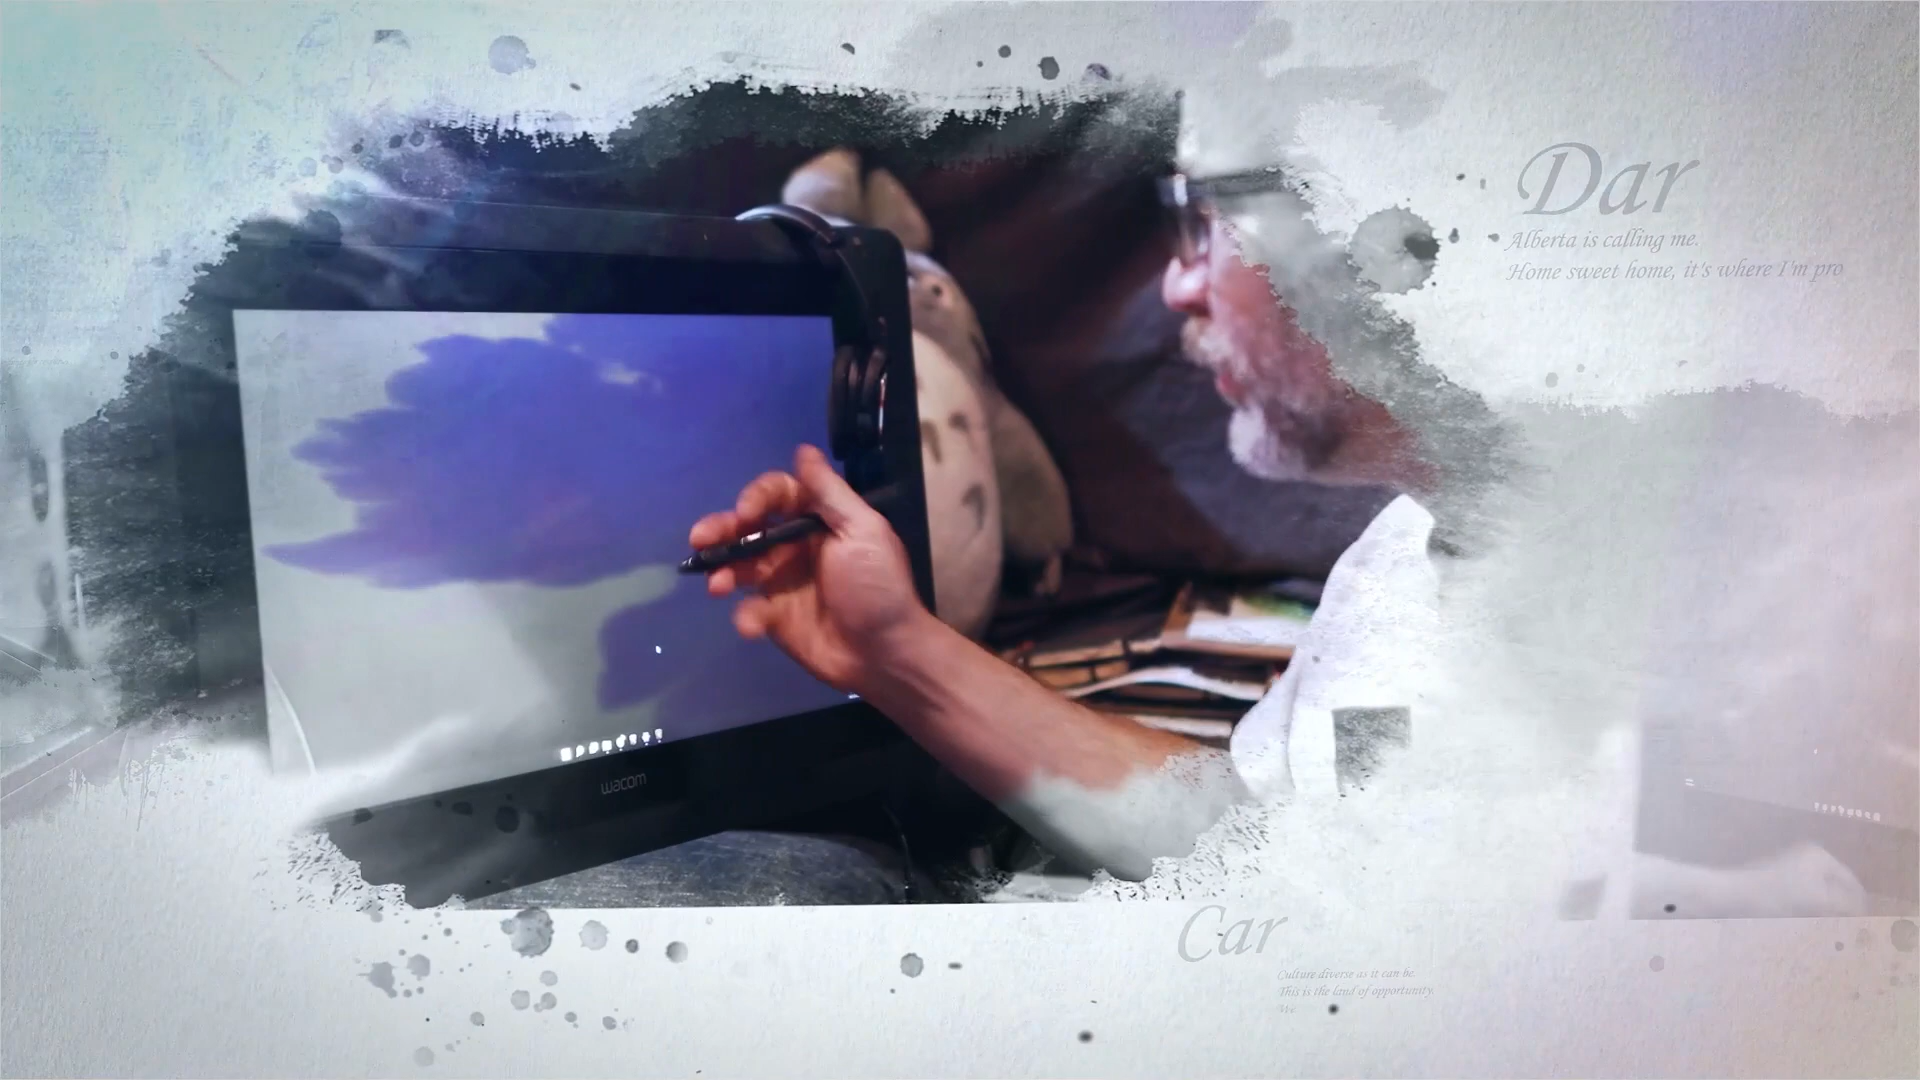 Dar
Alberta is calling me.
Home sweet home, it's where I'm pro
wacom
Car
Culture diverse as it can be.
This is the land of opportunity.
We